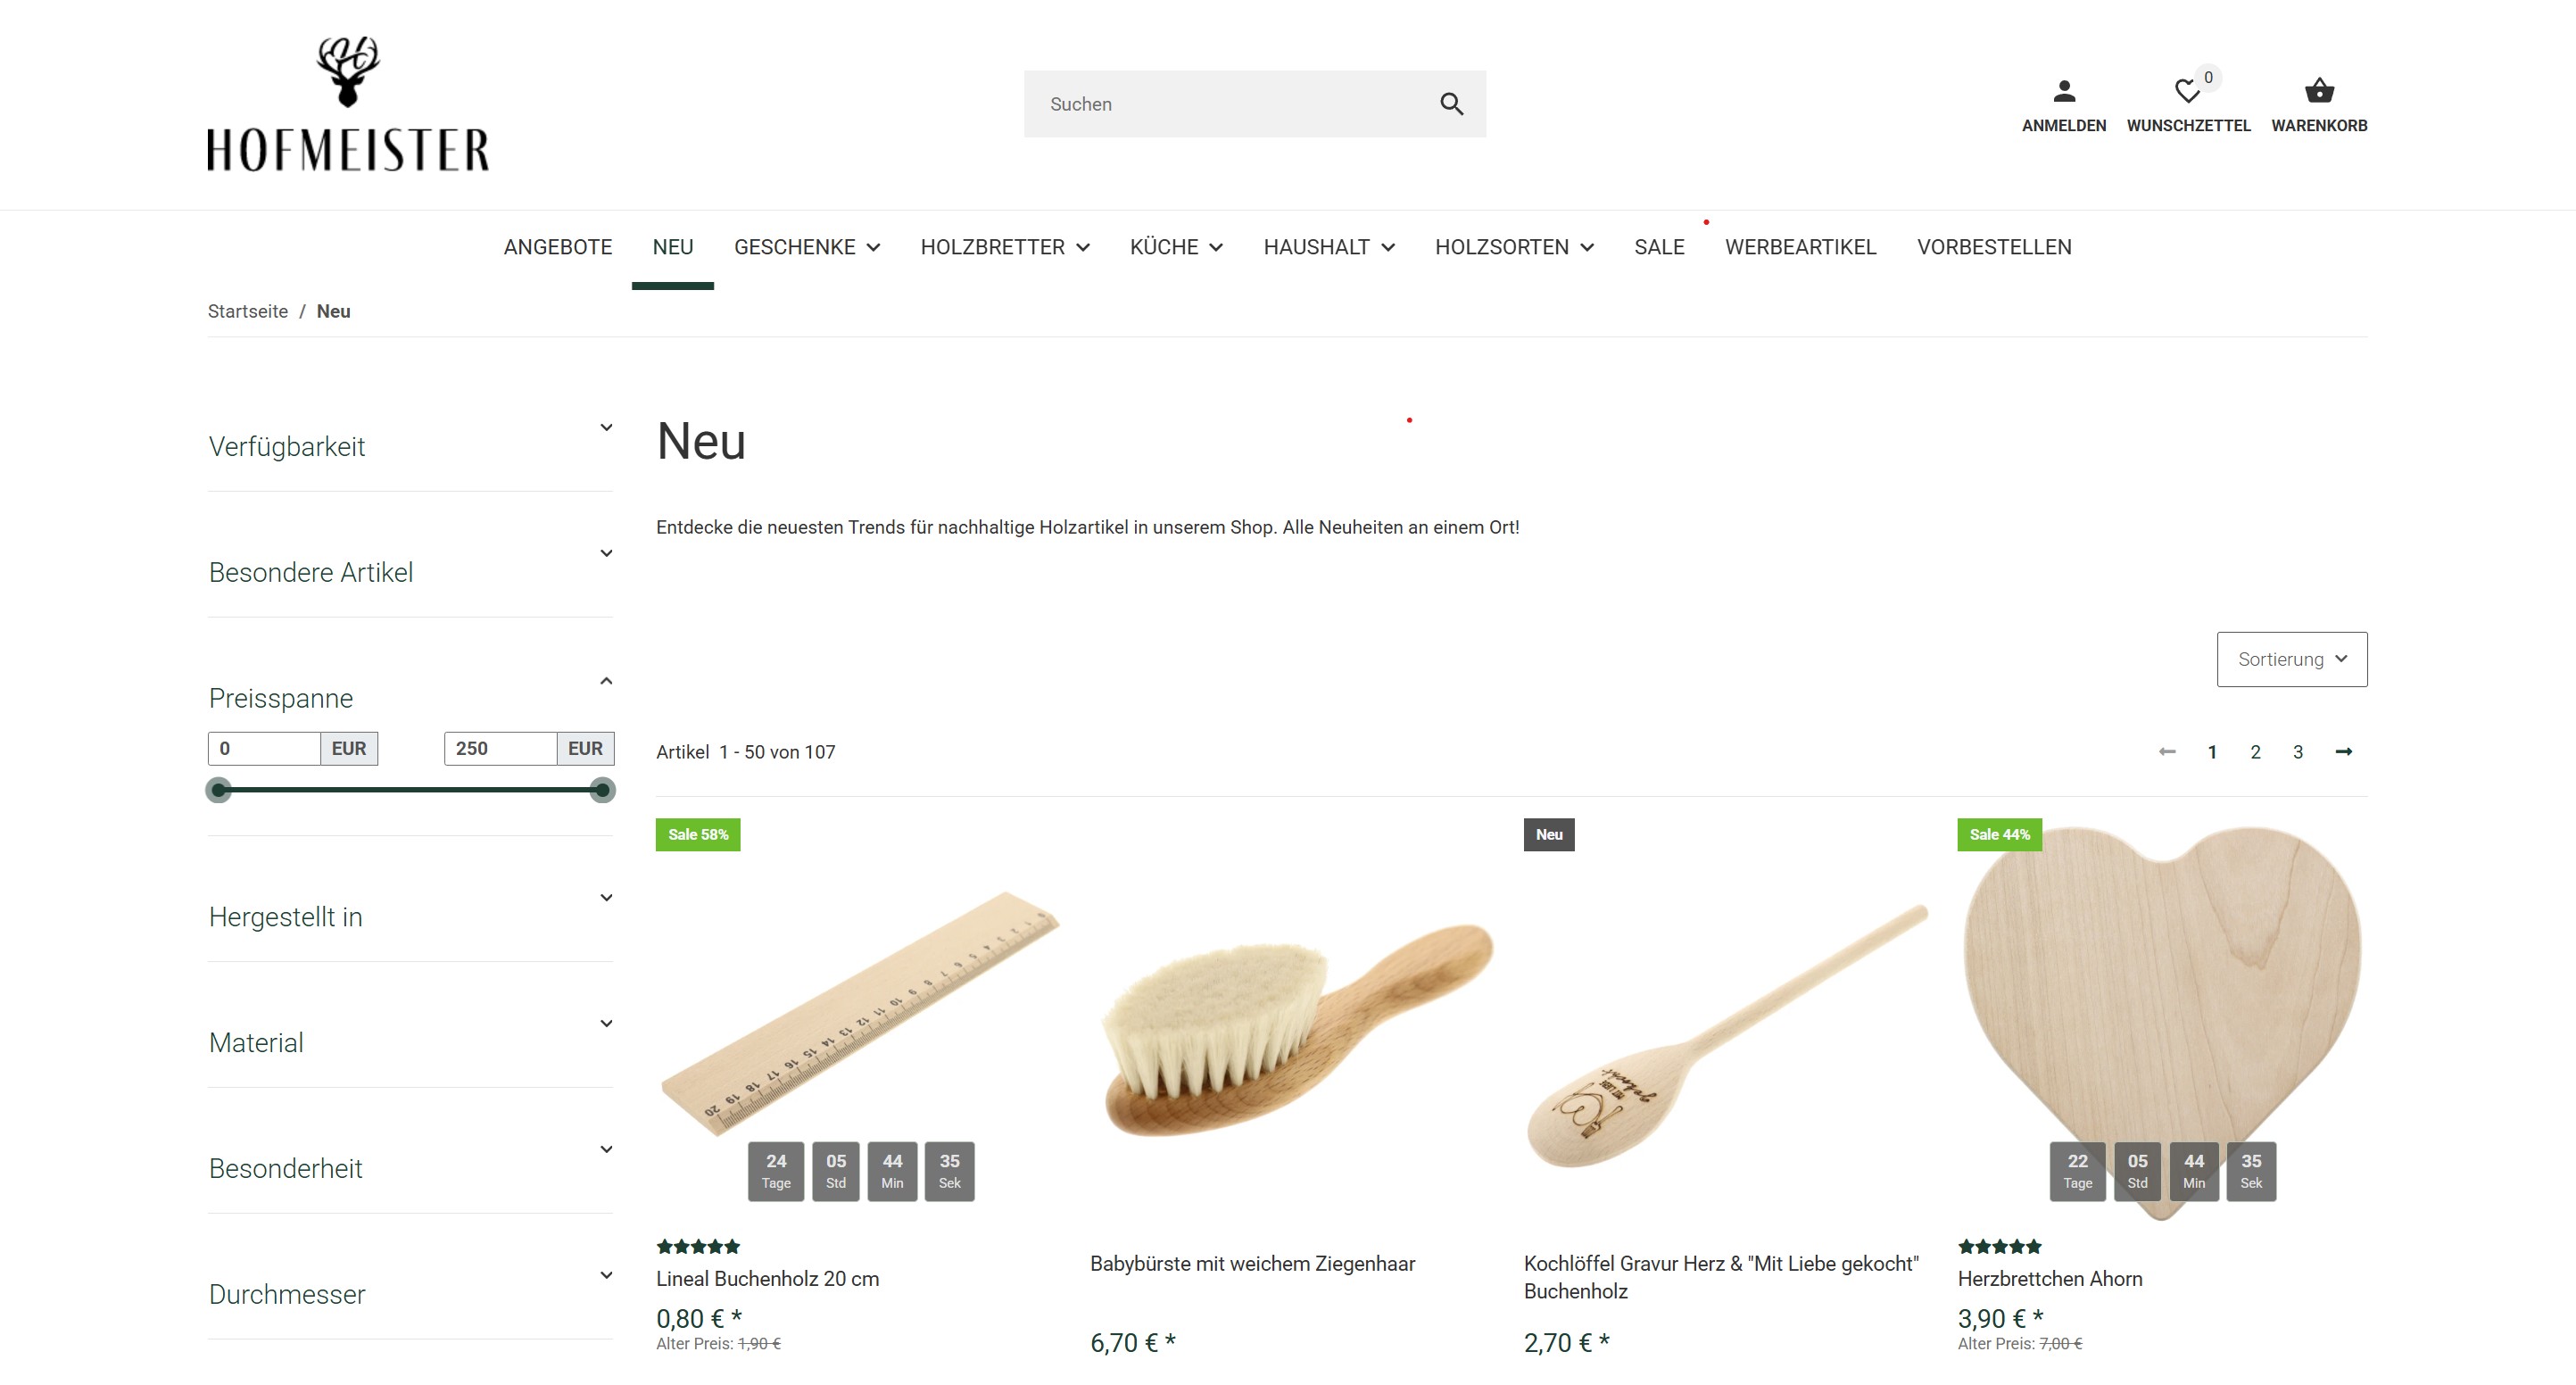 HOFMEISTER
Suchen
0
ANMELDEN WUNSCHZETTEL WARENKORB
ANGEBOTE NEU GESCHENKE HOLZBRETTER KÜCHE HAUSHALT HOLZSORTEN SALE WERBEARTIKEL VORBESTELLEN
Startseite / Neu
Verfügbarkeit
Besondere Artikel
Preisspanne
0 EUR 250 EUR
Hergestellt in
Material
Besonderheit
Durchmesser
Neu
Entdecke die neuesten Trends für nachhaltige Holzartikel in unserem Shop. Alle Neuheiten an einem Ort!
Sortierung
Artikel 1 - 50 von 107
1 2 3
Sale 58%
24 05 44 35
Tage Std Min Sek
Lineal Buchenholz 20 cm
0,80 € *
Alter Preis: 1,90 €
Babybürste mit weichem Ziegenhaar
6,70 € *
Neu
Kochlöffel Gravur Herz & "Mit Liebe gekocht"
Buchenholz
2,70 € *
Sale 44%
22 05 44 35
Tage Std Min Sek
Herzbrettchen Ahorn
3,90 € *
Alter Preis: 7,00 €